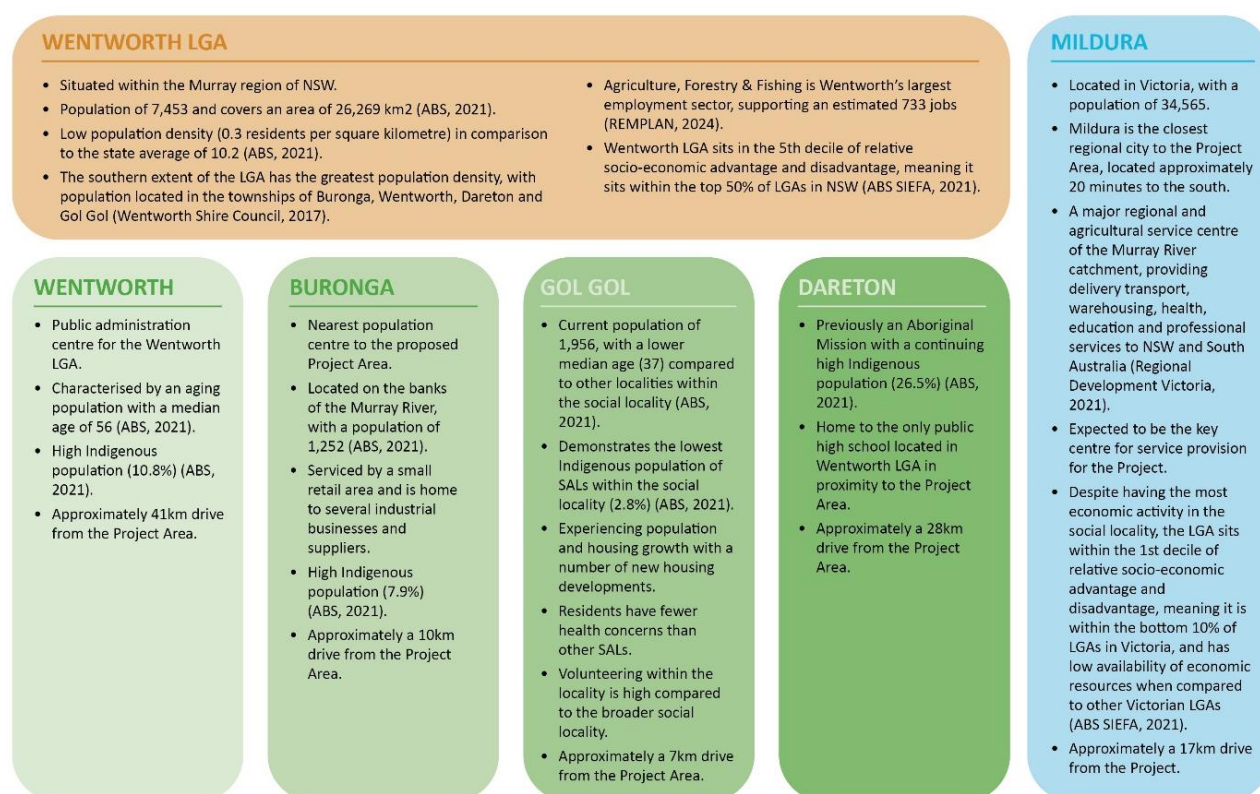 WENTWORTH LGA
• Situated within the Murray region of NSW.
• Population of 7,453 and covers an area of 26,269 km2 (ABS, 2021).
• Low population density (0.3 residents per square kilometre) in comparison
to the state average of 10.2 (ABS, 2021).
• The southern extent of the LGA has the greatest population density, with
population located in the townships of Buronga, Wentworth, Dareton and
Gol Gol (Wentworth Shire Council, 2017).
• Agriculture, Forestry & Fishing is Wentworth's largest
employment sector, supporting an estimated 733 jobs
(REMPLAN, 2024).
• Wentworth LGA sits in the 5th decile of relative
socio-economic advantage and disadvantage, meaning it
sits within the top 50% of LGAs in NSW (ABS SIEFA, 2021).
WENTWORTH
• Public administration
centre for the Wentworth
LGA.
• Characterised by an aging
population with a median
age of 56 (ABS, 2021).
• High Indigenous
population (10.8%) (ABS,
2021).
• Approximately 41km drive
from the Project Area.
BURONGA
• Nearest population
centre to the proposed
Project Area.
• Located on the banks
of the Murray River,
with a population of
1,252 (ABS, 2021).
• Serviced by a small
retail area and is home
to several industrial
businesses and
suppliers.
• High Indigenous
population (7.9%)
(ABS, 2021).
• Approximately a 10km
drive from the Project
Area.
GOL GOL
• Current population of
1,956, with a lower
median age (37) compared
to other localities within
the social locality (ABS,
2021).
• Demonstrates the lowest
Indigenous population of
SALs within the social
locality (2.8%) (ABS, 2021).
• Experiencing population
and housing growth with a
number of new housing
developments.
• Residents have fewer
health concerns than
other SALs.
• Volunteering within the
locality is high compared
to the broader social
locality.
• Approximately a 7km drive
from the Project Area.
DARETON
• Previously an Aboriginal
Mission with a continuing
high Indigenous
population (26.5%) (ABS,
2021).
• Home to the only public
high school located in
Wentworth LGA in
proximity to the Project
Area.
• Approximately a 28km
drive from the Project
Area.
MILDURA
• Located in Victoria, with a
population of 34,565.
• Mildura is the closest
regional city to the Project
Area, located approximately
20 minutes to the south.
• A major regional and
agricultural service centre
of the Murray River
catchment, providing
delivery transport,
warehousing, health,
education and professional
services to NSW and South
Australia (Regional
Development Victoria,
2021).
• Expected to be the key
centre for service provision
for the Project.
• Despite having the most
economic activity in the
social locality, the LGA sits
within the 1st decile of
relative socio-economic
advantage and
disadvantage, meaning it is
within the bottom 10% of
LGAs in Victoria, and has
low availability of economic
resources when compared
to other Victorian LGAs
(ABS SIEFA, 2021).
• Approximately a 17km drive
from the Project.